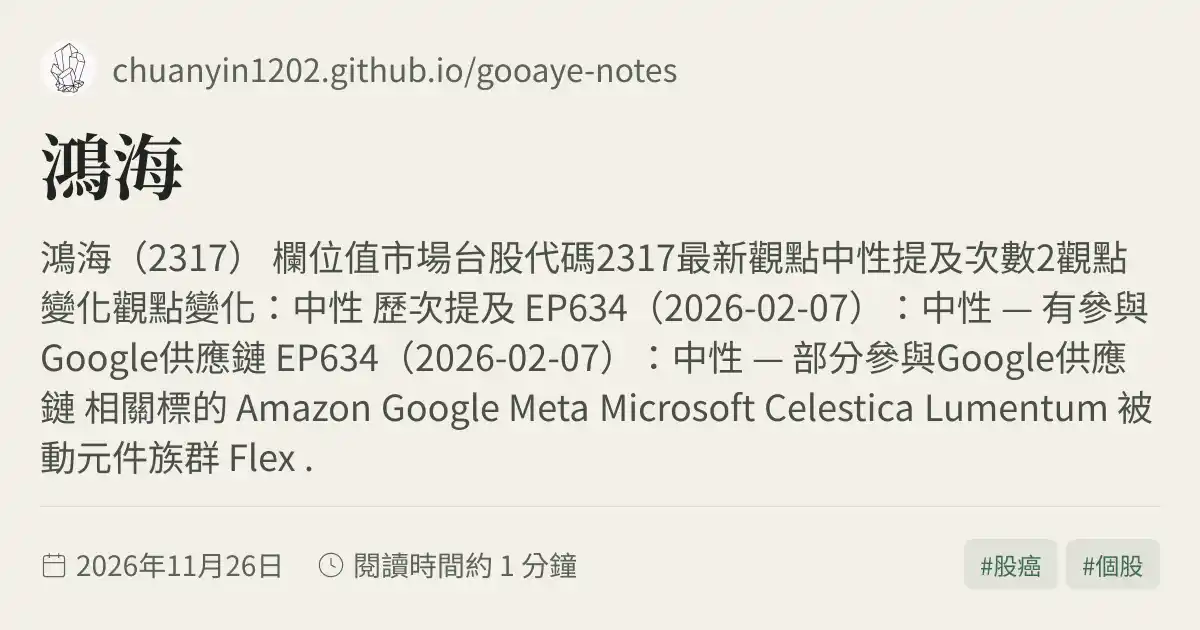 chuanyin1202.github.io/gooaye-notes
鴻海
鴻海（2317） 欄位值市場台股代碼2317最新觀點中性提及次數2觀點
變化觀點變化：中性 歷次提及 EP634（2026-02-07）：中性 — 有參與
Google供應鏈 EP634（2026-02-07）：中性 — 部分參與Google供應
鏈 相關標的 Amazon Google Meta Microsoft Celestica Lumentum 被
動元件族群 Flex .
2026年11月26日 閱讀時間約 1 分鐘 #股癌 #個股